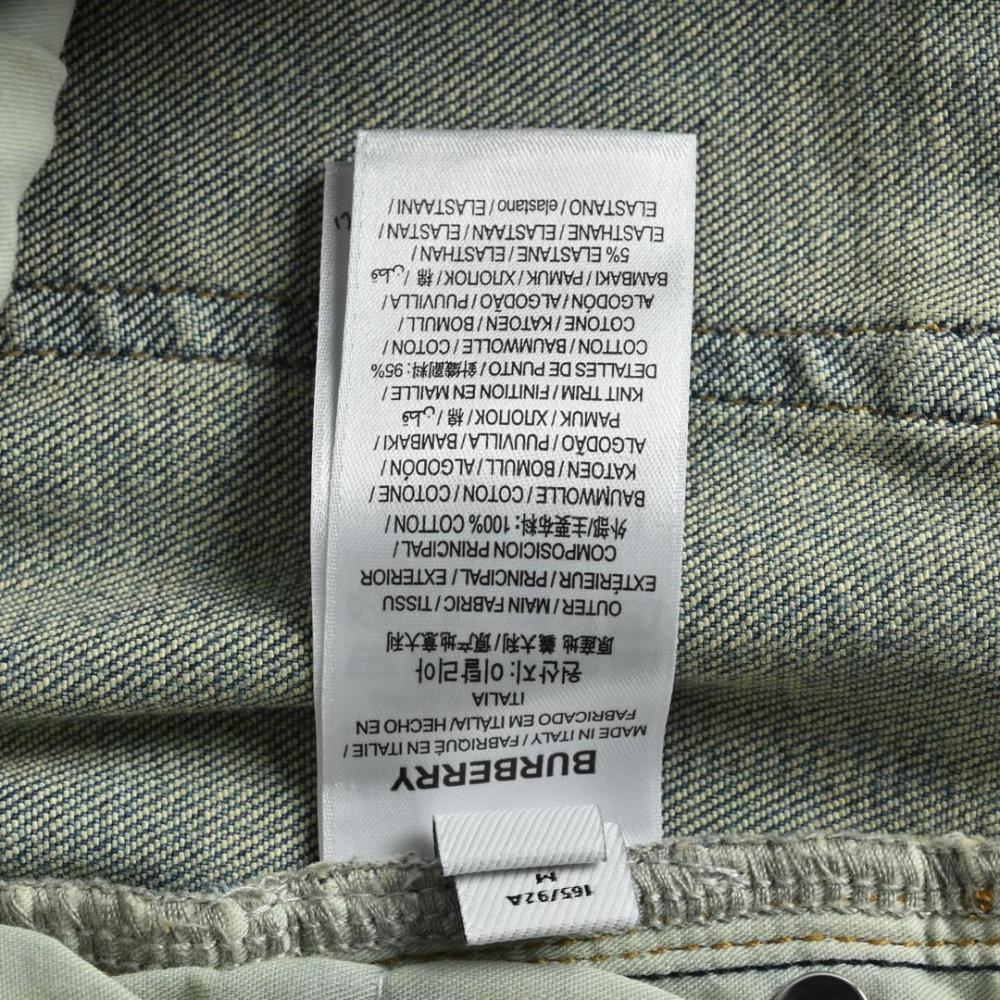 165/92A
M
BURBERRY
MADE IN ITALY / FABRIQUÉ EN ITALIE /
FABRICADO EM ITÁLIA/ HECHO EN
ITALIA
원산지: 이탈리아
原産地 義大利 / 原产地意大利
OUTER / MAIN FABRIC / TISSU
EXTÉRIEUR / PRINCIPAL / EXTERIOR
COMPOSICION PRINCIPAL /
外部/主要布料: 100% COTTON /
BAUMWOLLE / COTON / COTONE /
KATOEN / BOMULL / ALGODÓN /
ALGODÃO / PUUVILLA / BAMBAKI /
PAMUK / ХЛОПОК / 棉 / قطن
KNIT TRIM / FINITION EN MAILLE /
DETALLES DE PUNTO / 針織副料: 95%
COTTON / BAUMWOLLE / COTON /
COTONE / KATOEN / BOMULL /
ALGODÓN / ALGODÃO / PUUVILLA /
BAMBAKI / PAMUK / ХЛОПОК / 棉 / قطن
5% ELASTANE / ELASTHAN /
ELASTHANNE / ELASTAAN / ELASTAN /
ELASTANO / elastano / ELASTAANI /